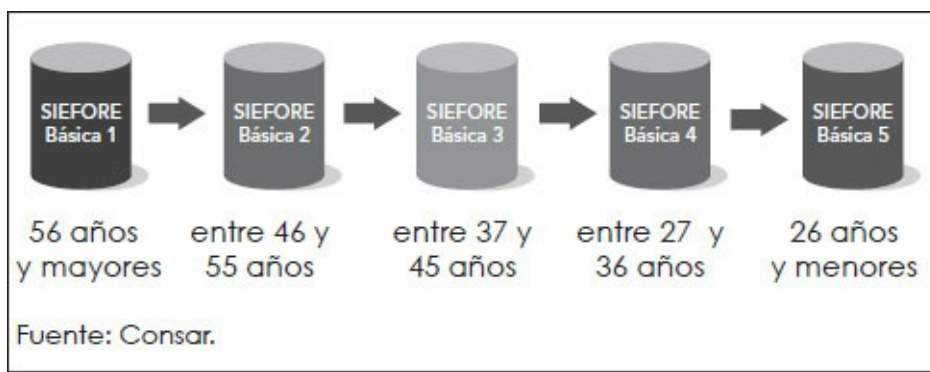 SIEFORE
Básica 1
SIEFORE
Básica 2
SIEFORE
Básica 3
SIEFORE
Básica 4
SIEFORE
Básica 5
56 años
y mayores
entre 46 y
55 años
entre 37 y
45 años
entre 27 y
36 años
26 años
y menores
Fuente: Consar.